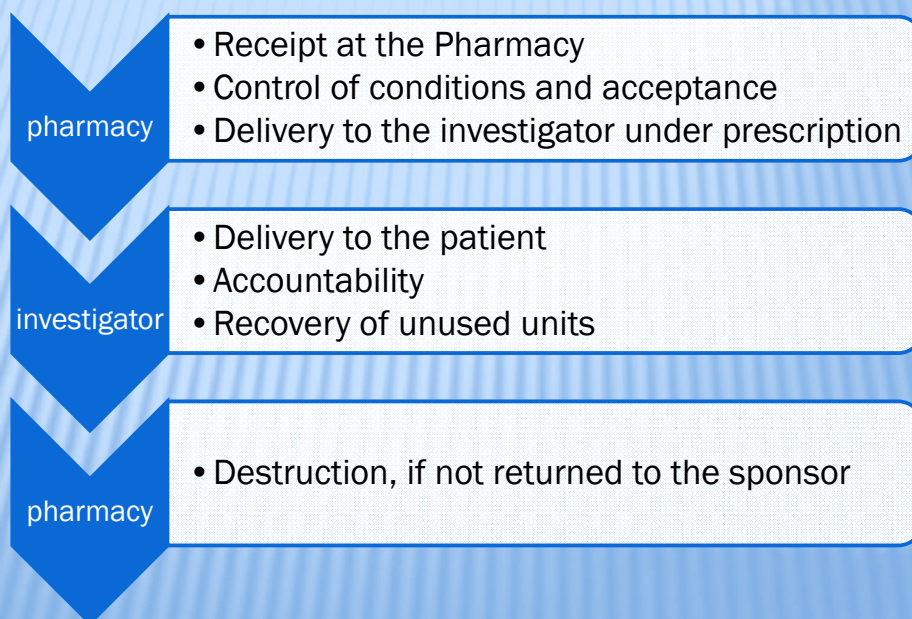 pharmacy
• Receipt at the Pharmacy
• Control of conditions and acceptance
• Delivery to the investigator under prescription
investigator
• Delivery to the patient
• Accountability
• Recovery of unused units
pharmacy
• Destruction, if not returned to the sponsor